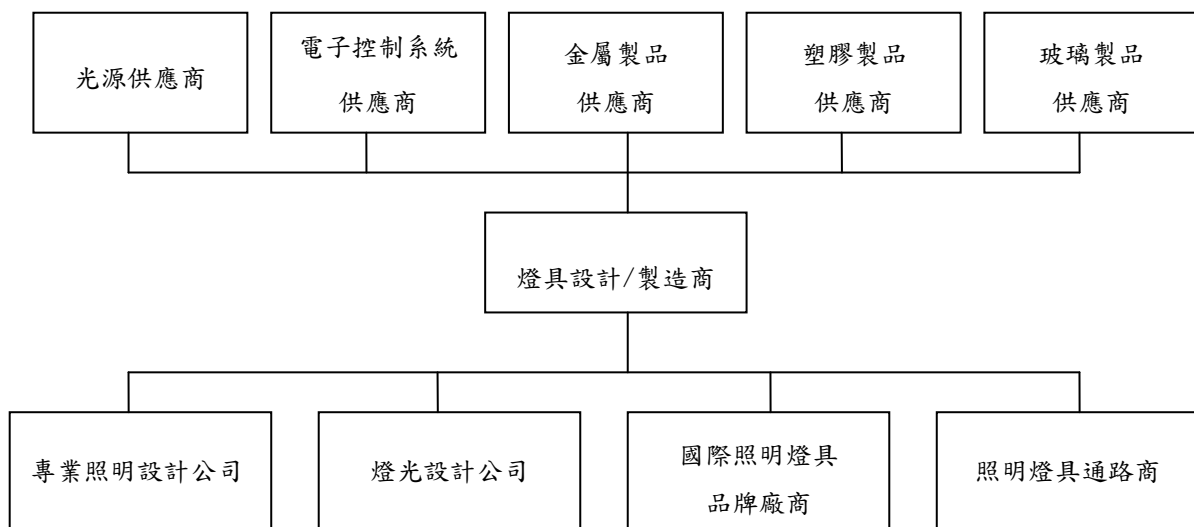 光源供應商
電子控制系統
供應商
金屬製品
供應商
塑膠製品
供應商
玻璃製品
供應商
燈具設計/製造商
專業照明設計公司
燈光設計公司
國際照明燈具
品牌廠商
照明燈具通路商